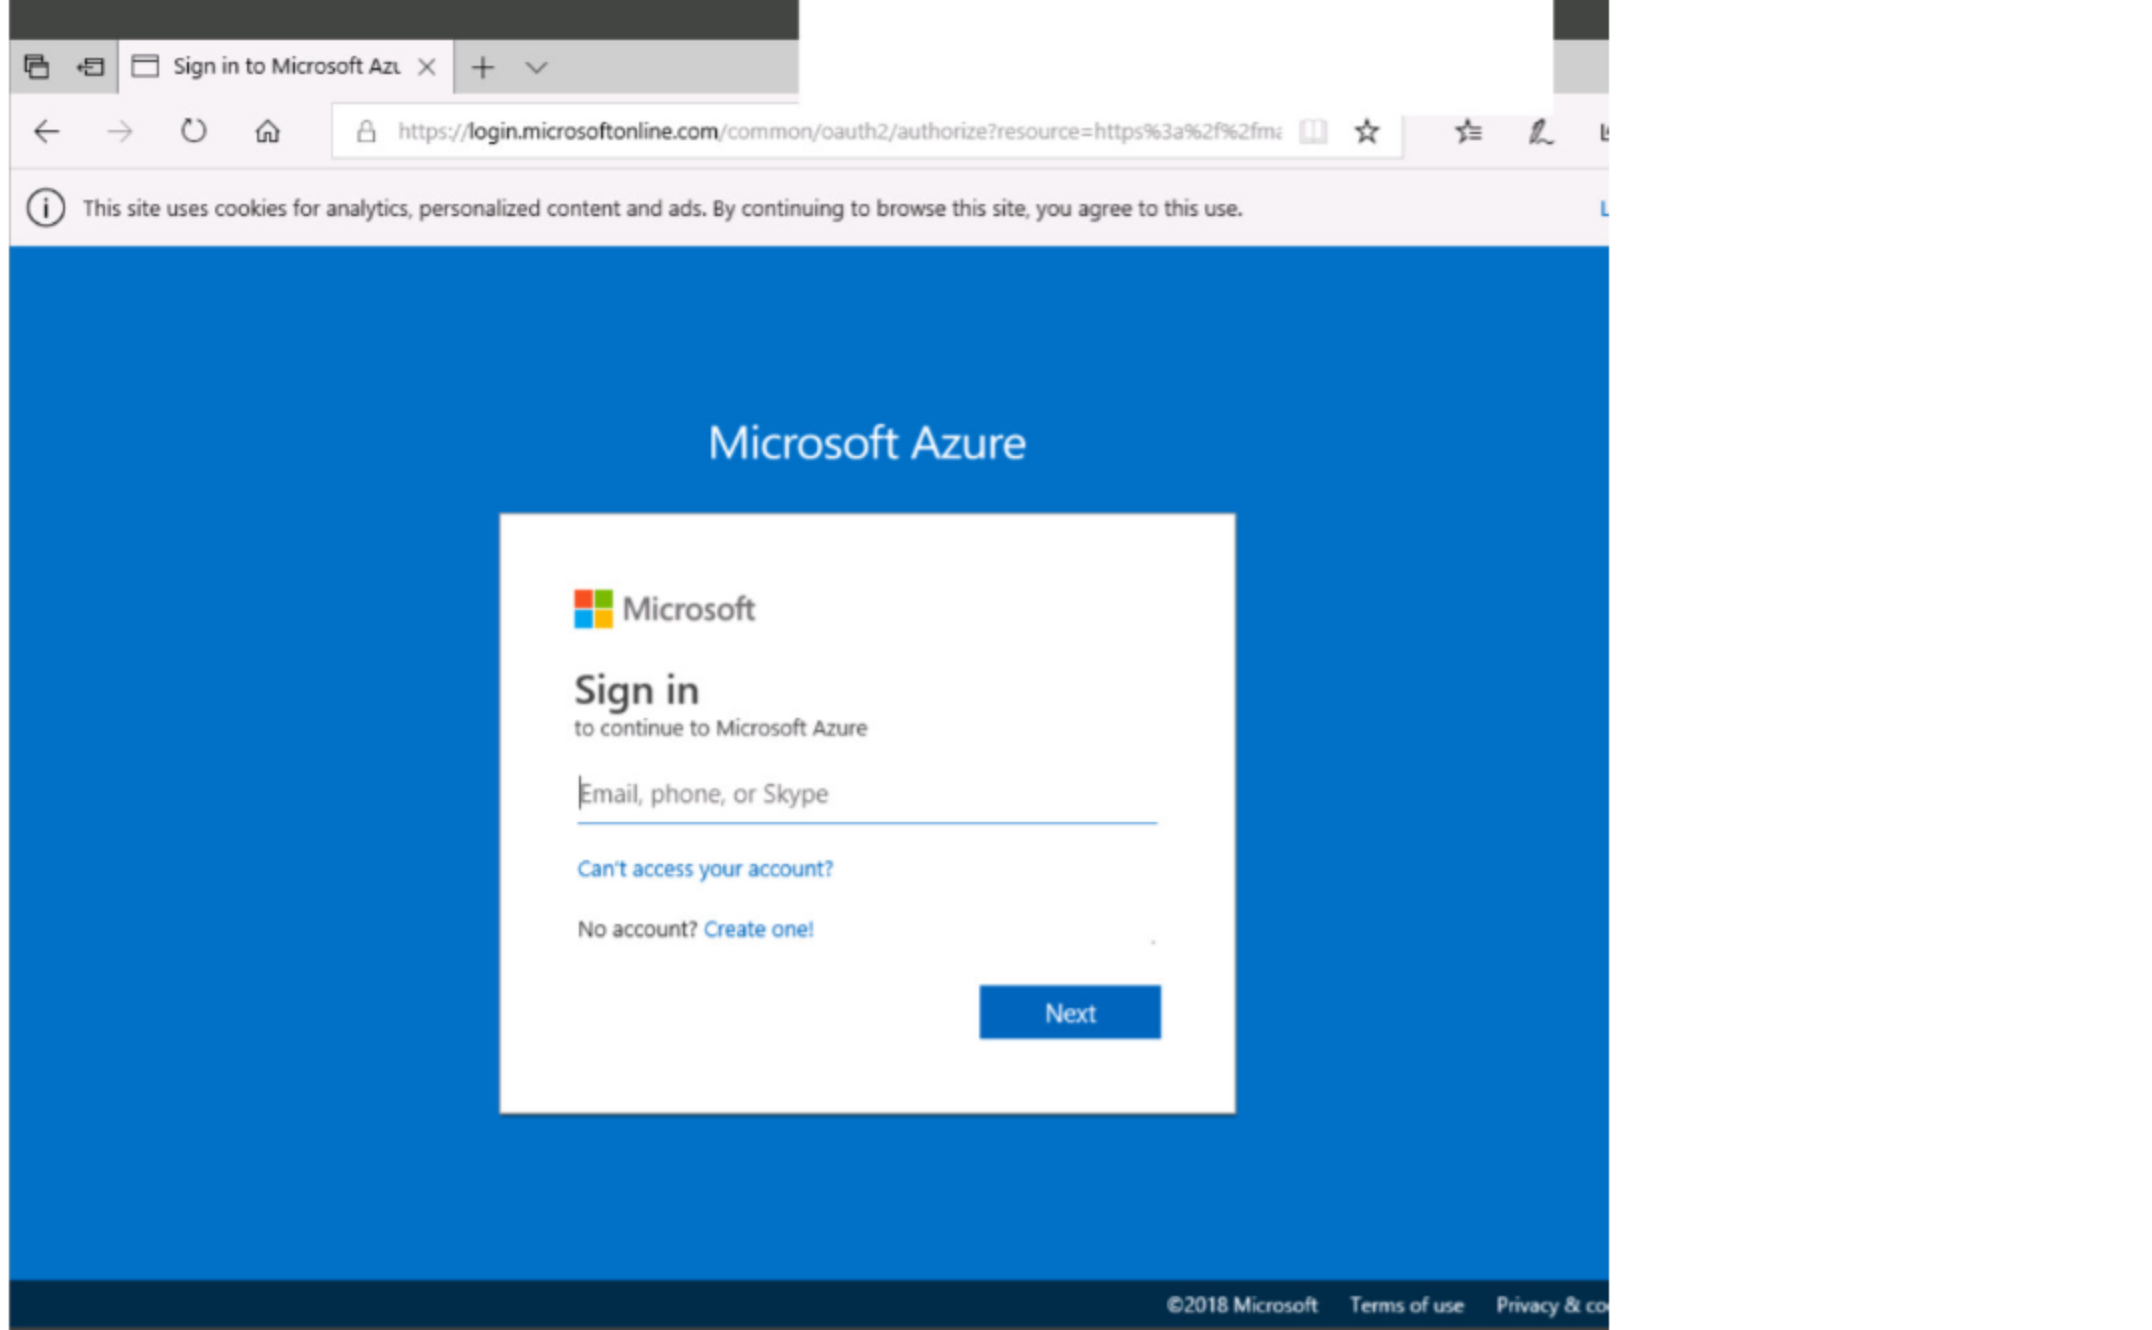 Sign in to Microsoft Azu
https://login.microsoftonline.com/common/oauth2/authorize?resource=https%3a%2f%2fma
This site uses cookies for analytics, personalized content and ads. By continuing to browse this site, you agree to this use.
L
Microsoft Azure
Microsoft
Sign in
to continue to Microsoft Azure
Email, phone, or Skype
Can't access your account?
No account? Create one!
Next
©2018 Microsoft Terms of use Privacy & co